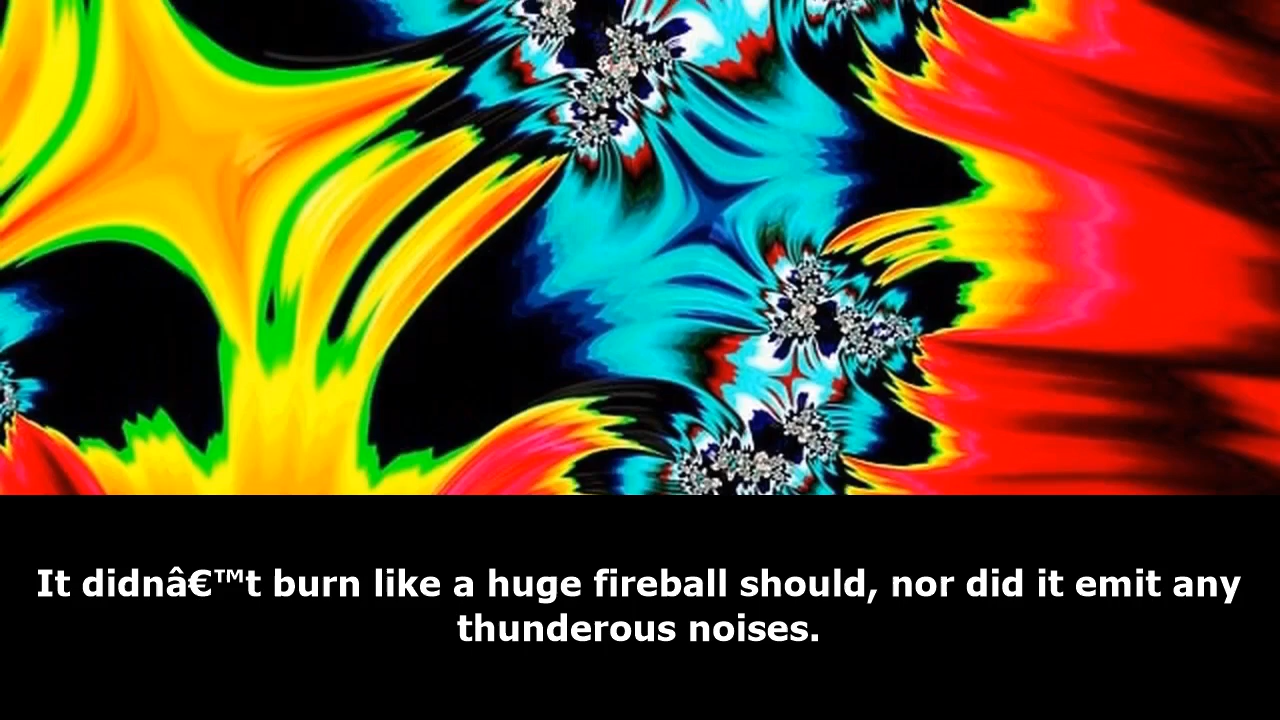 It didnâ€™t burn like a huge fireball should, nor did it emit any
thunderous noises.